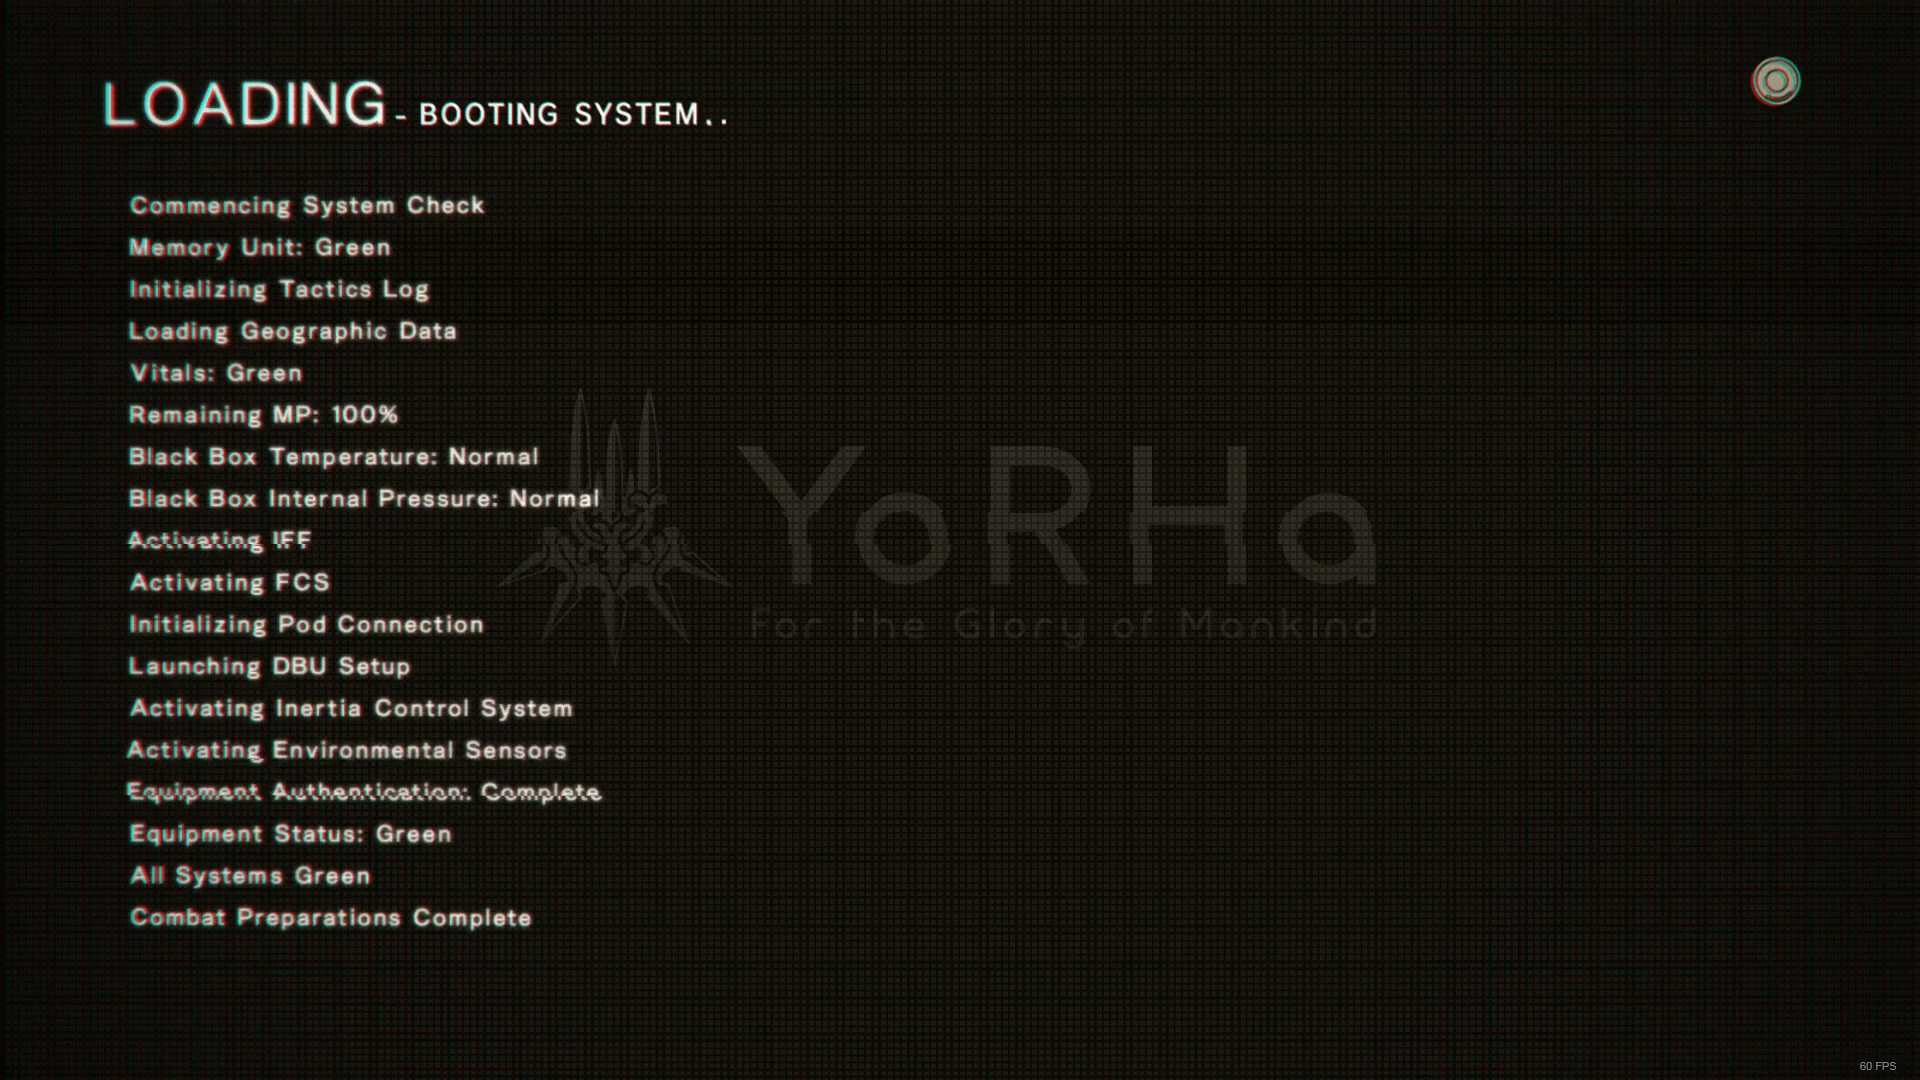 LOADING - BOOTING SYSTEM..
Commencing System Check
Memory Unit: Green
Initializing Tactics Log
Loading Geographic Data
Vitals: Green
Remaining MP: 100%
Black Box Temperature: Normal
Black Box Internal Pressure: Normal
Activating IFF
Activating FCS
Initializing Pod Connection
Launching DBU Setup
Activating Inertia Control System
Activating Environmental Sensors
Equipment Authentication: Complete
Equipment Status: Green
All Systems Green
Combat Preparations Complete
YoRHa
For the Glory of Mankind
60 FPS